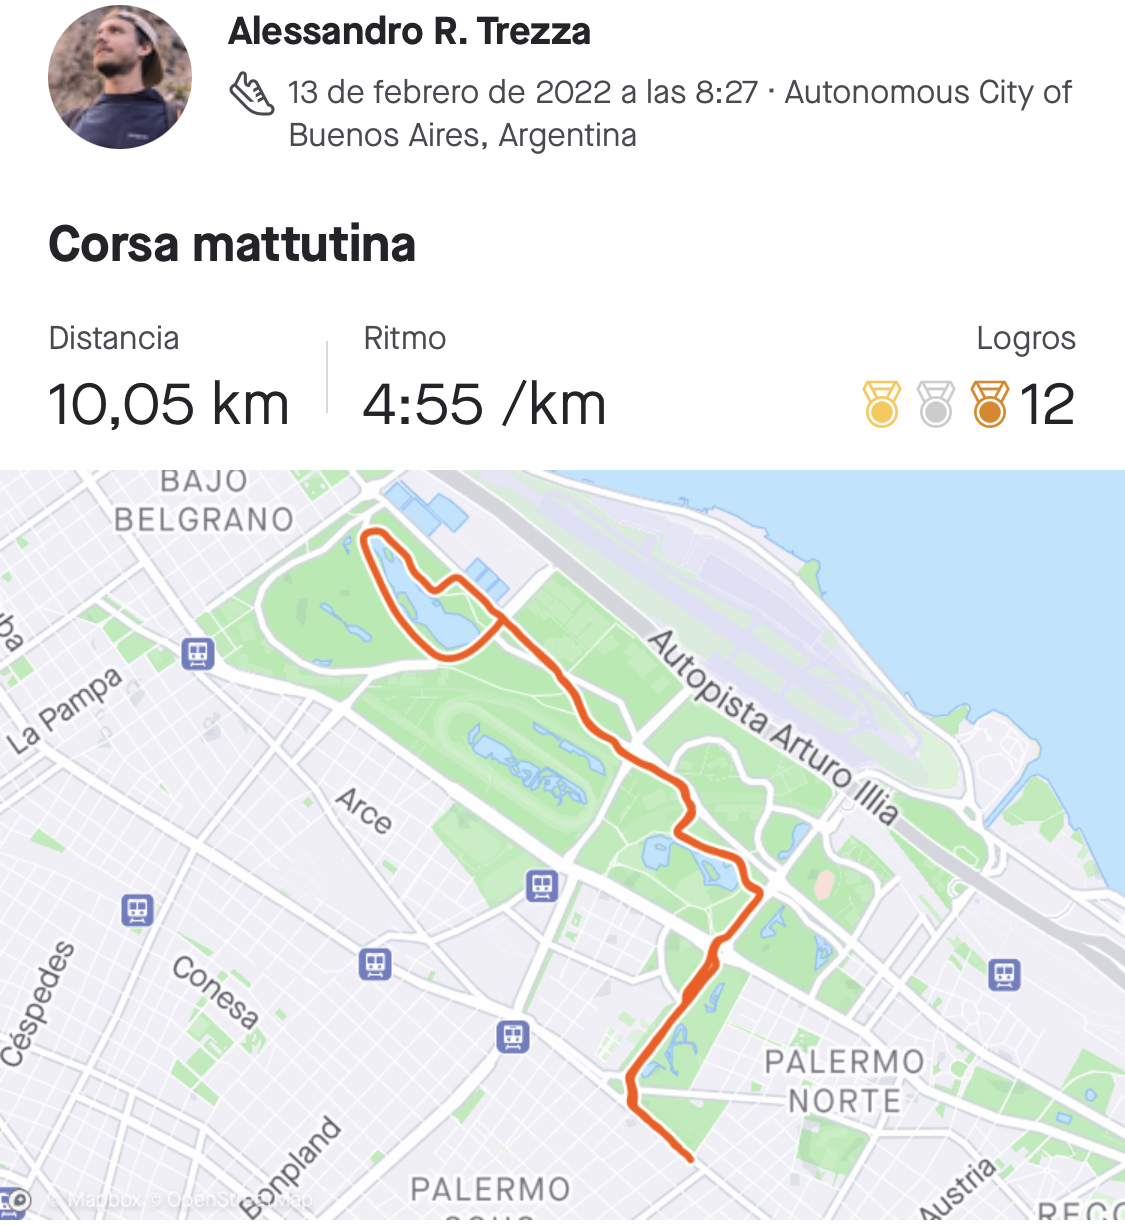 Alessandro R. Trezza
13 de febrero de 2022 a las 8:27 · Autonomous City of
Buenos Aires, Argentina
Corsa mattutina
Distancia
Ritmo
Logros
10,05 km
4:55 /km
12
BAJO
BELGRANO
La Pampa
Autopista Arturo Illia
Arce
Céspedes
Conesa
PALERMO
NORTE
Bonpland
PALERMO
Austria
© Mapbox © OpenStreetMap